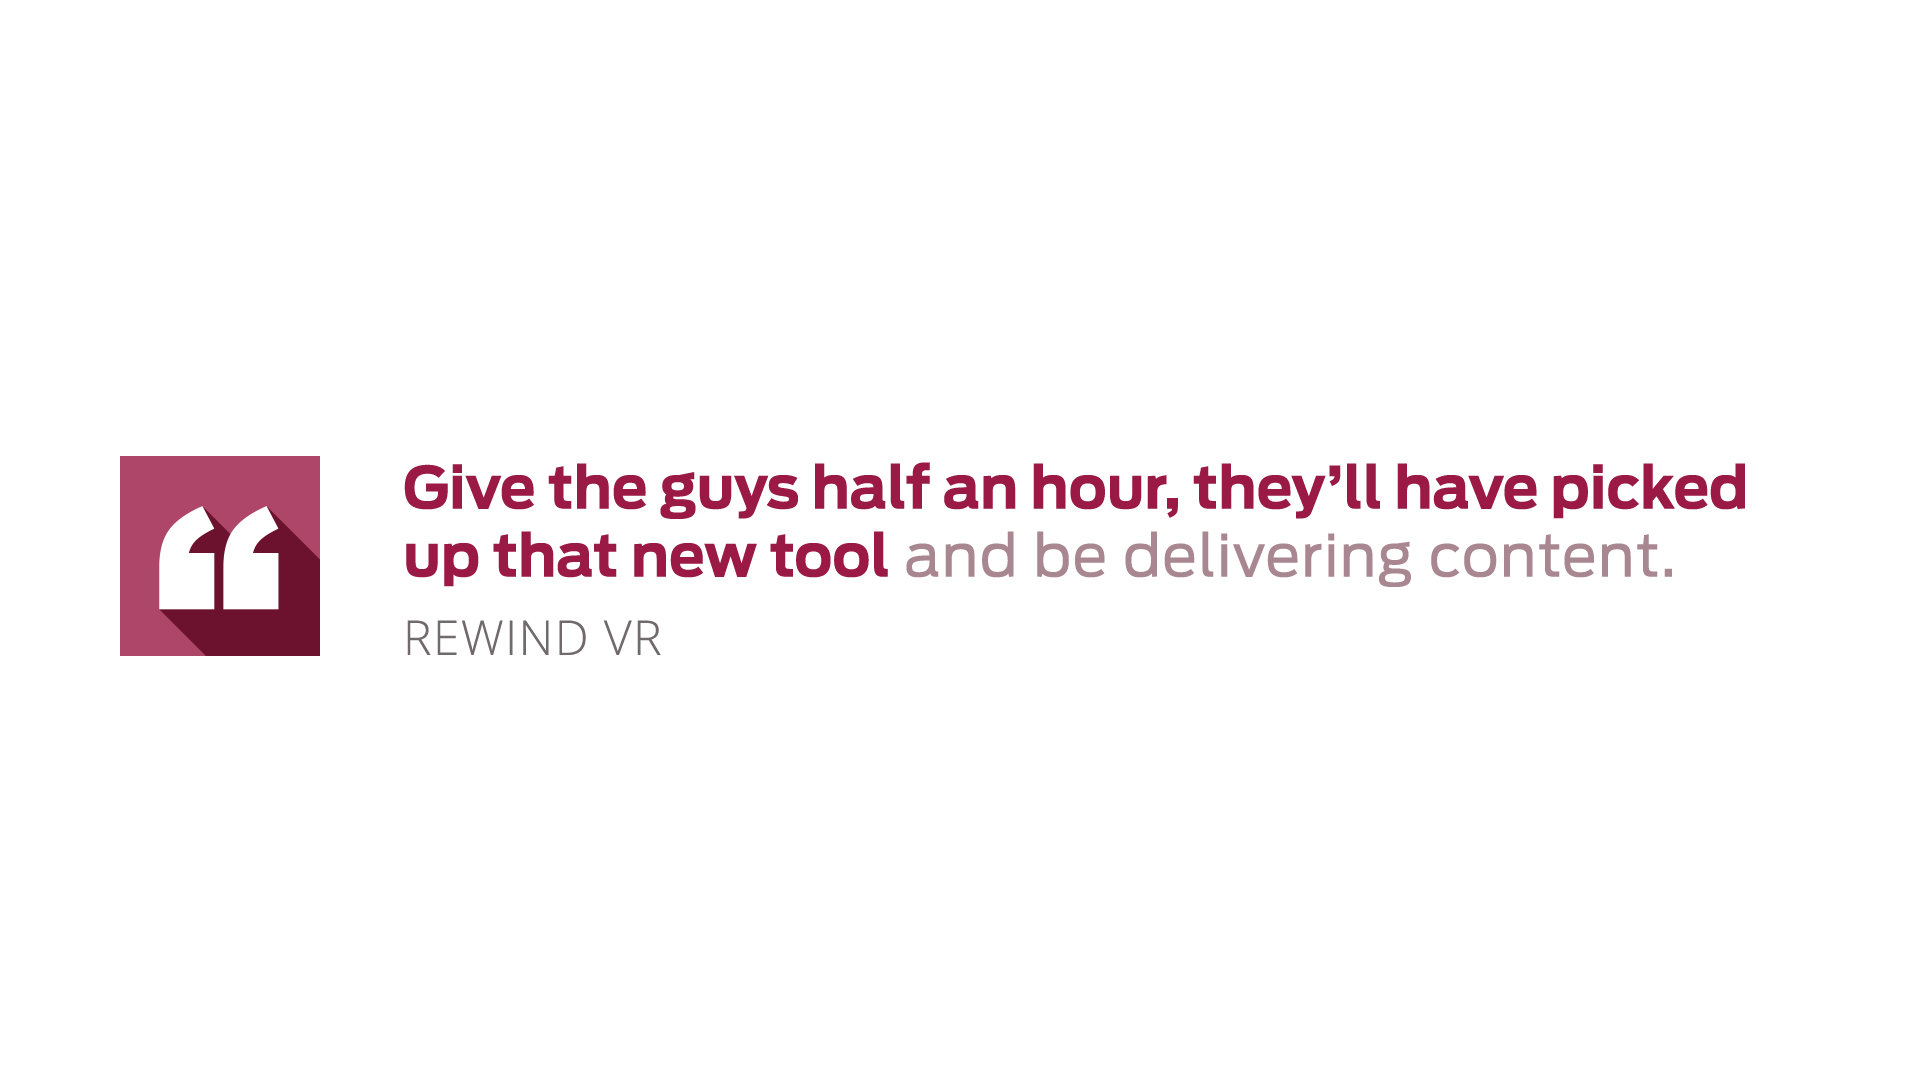 “
Give the guys half an hour, they’ll have picked
up that new tool and be delivering content.
REWIND VR